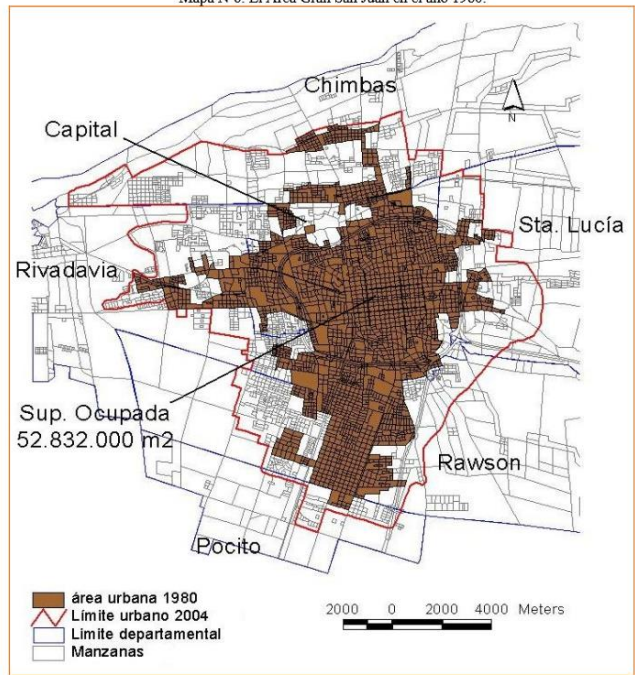 Mapa N°6. El Área Gran San Juan en el año 1980.
Chimbas
Capital
N
Sta. Lucía
Rivadavia
Sup. Ocupada
52.832.000 m2
Rawson
Pocito
área urbana 1980
Límite urbano 2004
Limite departamental
Manzanas
2000 0 2000 4000 Meters